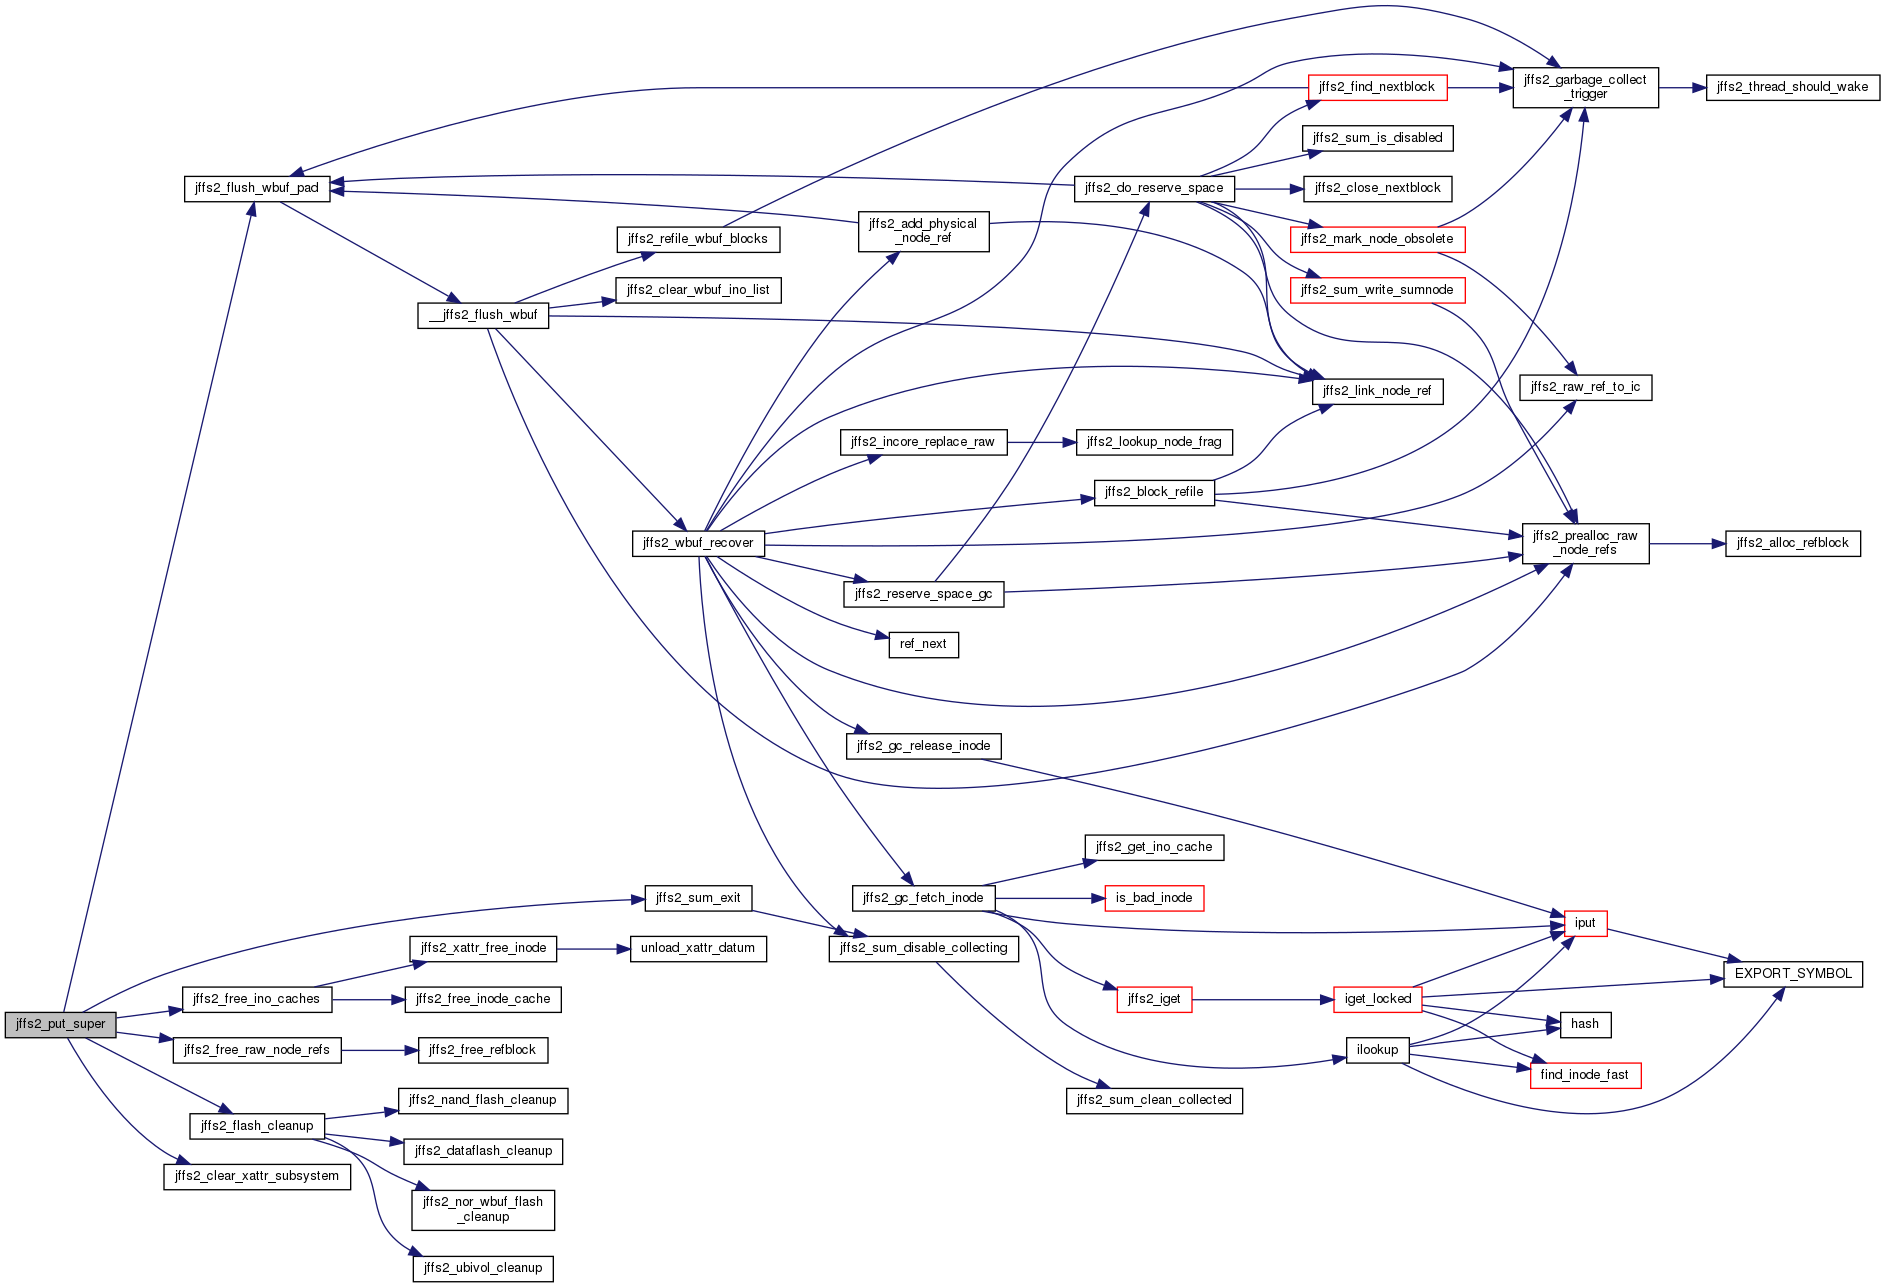 jffs2_garbage_collect
_trigger
jffs2_thread_should_wake
jffs2_find_nextblock
jffs2_sum_is_disabled
jffs2_flush_wbuf_pad
jffs2_do_reserve_space
jffs2_close_nextblock
jffs2_add_physical
_node_ref
jffs2_refile_wbuf_blocks
jffs2_mark_node_obsolete
jffs2_clear_wbuf_ino_list
jffs2_sum_write_sumnode
__jffs2_flush_wbuf
jffs2_link_node_ref
jffs2_raw_ref_to_ic
jffs2_incore_replace_raw
jffs2_lookup_node_frag
jffs2_block_refile
jffs2_wbuf_recover
jffs2_prealloc_raw
_node_refs
jffs2_alloc_refblock
jffs2_reserve_space_gc
ref_next
jffs2_gc_release_inode
jffs2_get_ino_cache
jffs2_sum_exit
jffs2_gc_fetch_inode
is_bad_inode
iput
jffs2_xattr_free_inode
unload_xattr_datum
jffs2_sum_disable_collecting
EXPORT_SYMBOL
jffs2_free_ino_caches
jffs2_free_inode_cache
jffs2_iget
iget_locked
jffs2_put_super
hash
jffs2_free_raw_node_refs
jffs2_free_refblock
ilookup
find_inode_fast
jffs2_nand_flash_cleanup
jffs2_sum_clean_collected
jffs2_flash_cleanup
jffs2_dataflash_cleanup
jffs2_clear_xattr_subsystem
jffs2_nor_wbuf_flash
_cleanup
jffs2_ubivol_cleanup